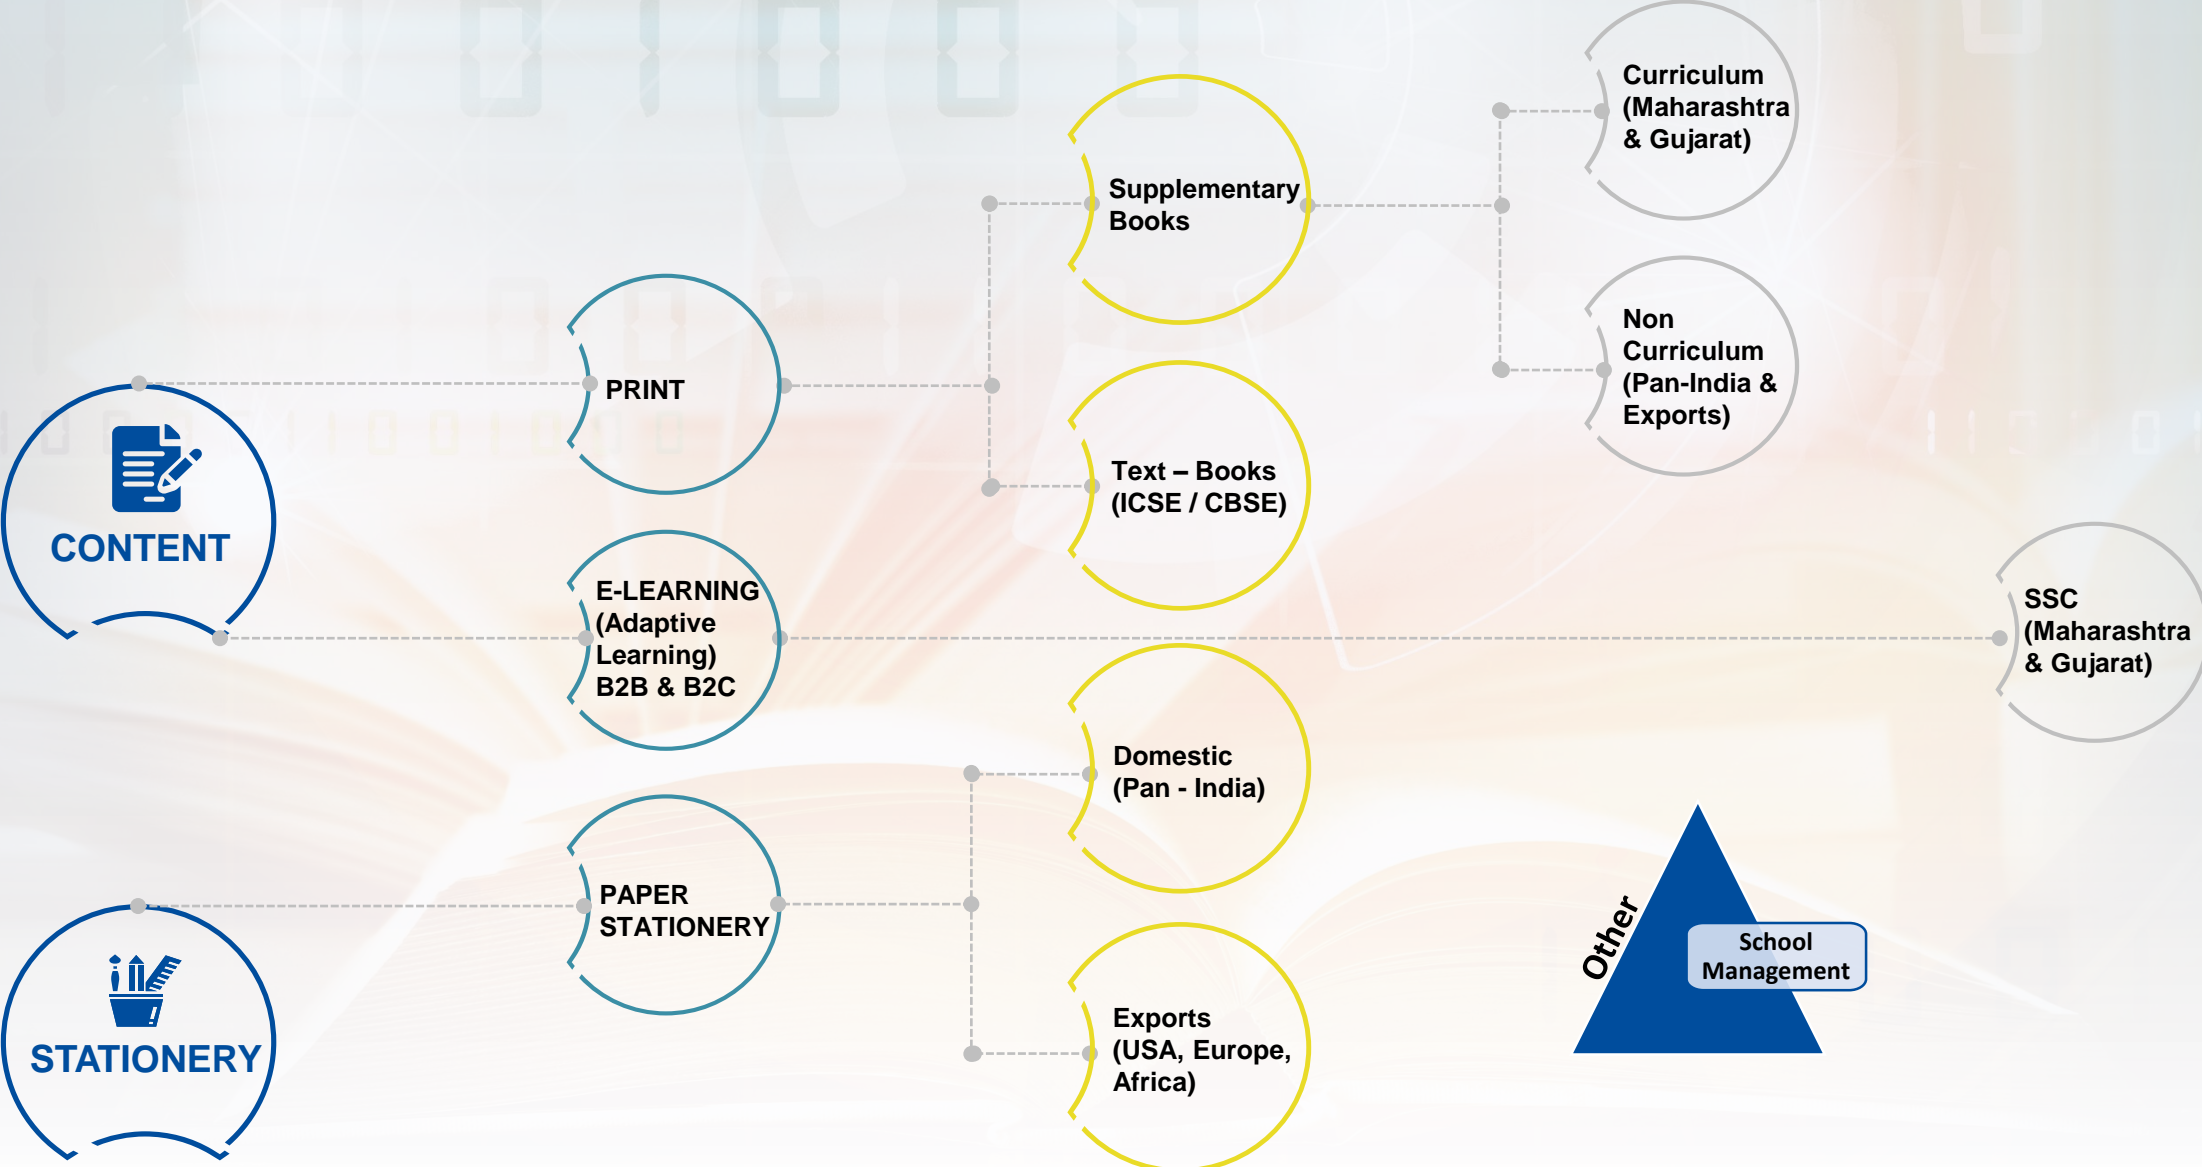 CONTENT
PRINT
Supplementary
Books
Curriculum
(Maharashtra
& Gujarat)
Non
Curriculum
(Pan-India &
Exports)
Text – Books
(ICSE / CBSE)
E-LEARNING
(Adaptive
Learning)
B2B & B2C
SSC
(Maharashtra
& Gujarat)
STATIONERY
PAPER
STATIONERY
Domestic
(Pan - India)
Exports
(USA, Europe,
Africa)
Other
School
Management